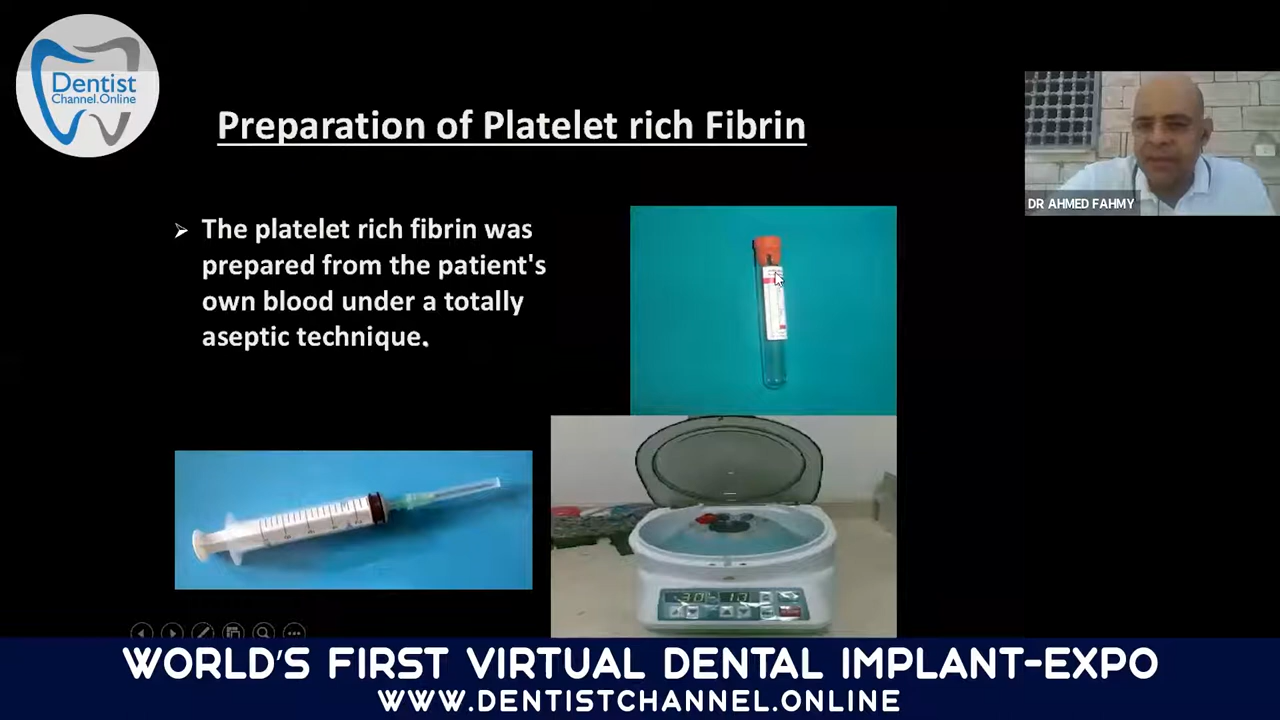 Dentist
Channel.Online
Preparation of Platelet rich Fibrin
DR AHMED FAHMY
➢ The platelet rich fibrin was
prepared from the patient's
own blood under a totally
aseptic technique.
WORLD'S FIRST VIRTUAL DENTAL IMPLANT-EXPO
WWW.DENTISTCHANNEL.ONLINE